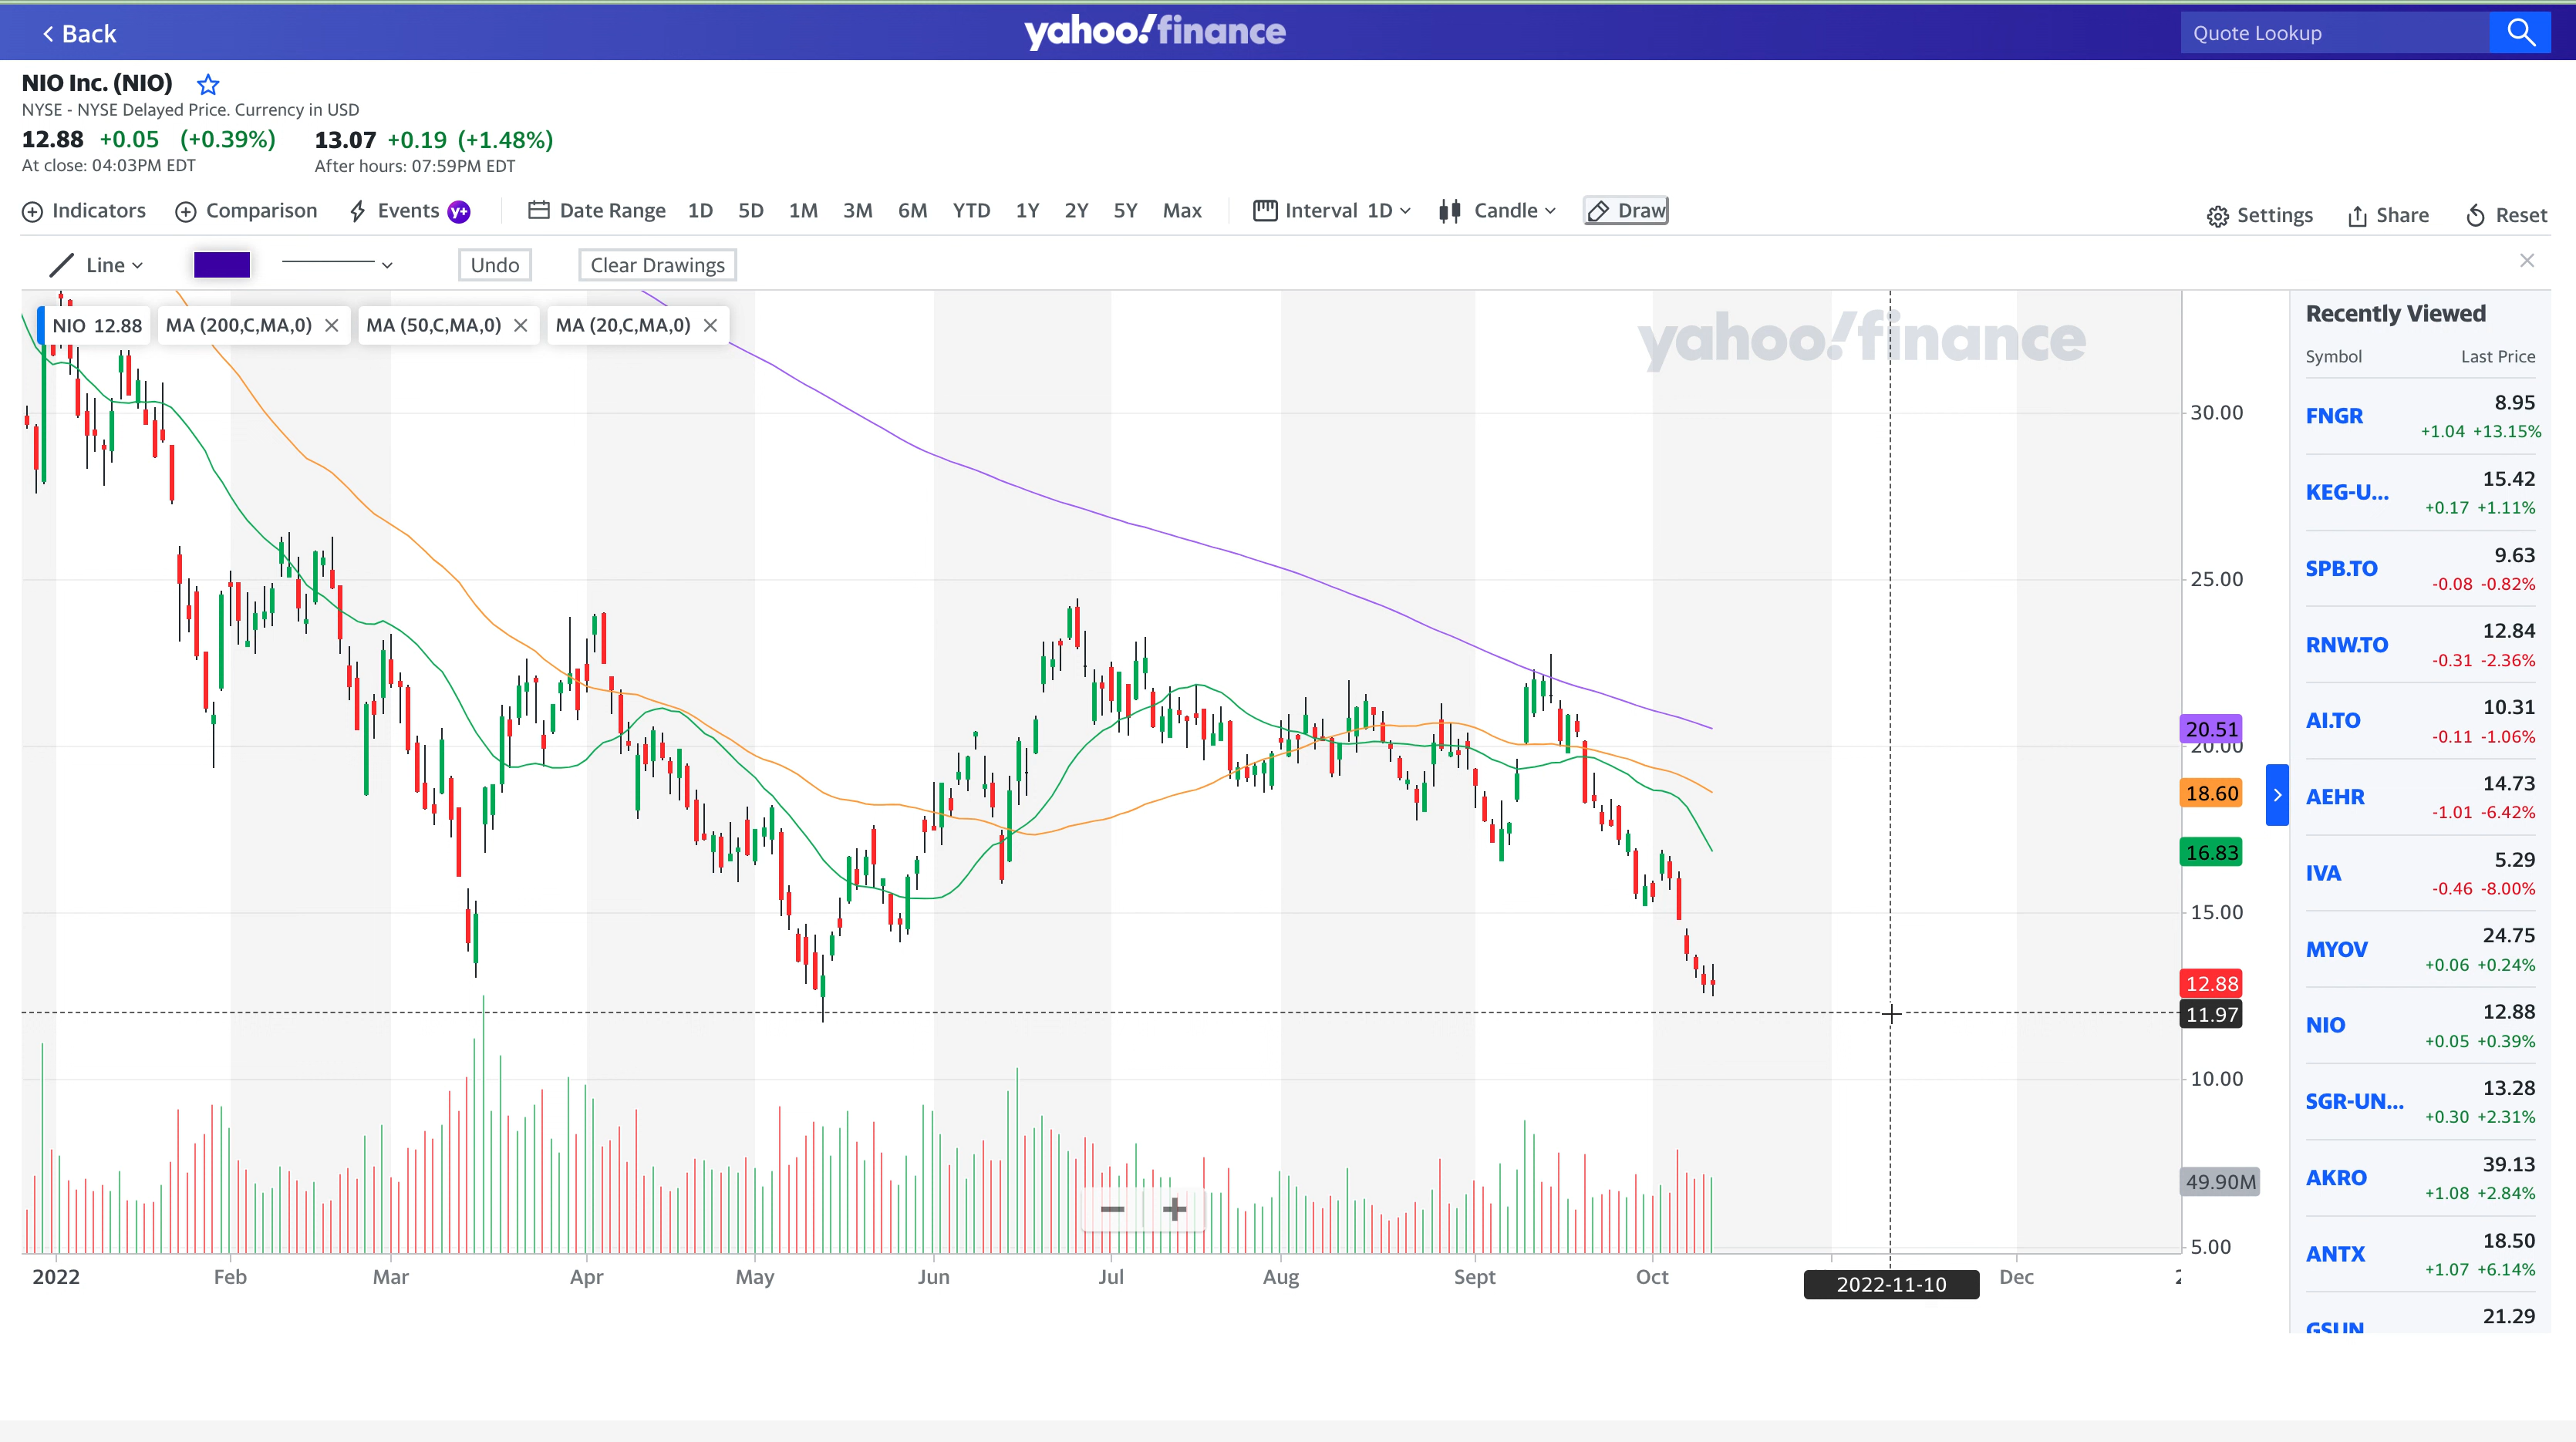 Back
yahoo!finance
Quote Lookup
NIO Inc. (NIO)
NYSE - NYSE Delayed Price. Currency in USD
12.88 +0.05 (+0.39%) 13.07 +0.19 (+1.48%)
At close: 04:03PM EDT After hours: 07:59PM EDT
Indicators Comparison Events y+ Date Range 1D 5D 1M 3M 6M YTD 1Y 2Y 5Y Max Interval 1D Candle Draw Settings Share Reset
Line Undo Clear Drawings
NIO 12.88 MA (200,C,MA,0) MA (50,C,MA,0) MA (20,C,MA,0)
yahoo!finance
30.00
25.00
20.51
20.00
18.60
16.83
15.00
12.88
11.97
10.00
49.90M
5.00
2022 Feb Mar Apr May Jun Jul Aug Sept Oct 2022-11-10 Dec
Recently Viewed
Symbol Last Price
FNGR 8.95
+1.04 +13.15%
KEG-U... 15.42
+0.17 +1.11%
SPB.TO 9.63
-0.08 -0.82%
RNW.TO 12.84
-0.31 -2.36%
AI.TO 10.31
-0.11 -1.06%
AEHR 14.73
-1.01 -6.42%
IVA 5.29
-0.46 -8.00%
MYOV 24.75
+0.06 +0.24%
NIO 12.88
+0.05 +0.39%
SGR-UN... 13.28
+0.30 +2.31%
AKRO 39.13
+1.08 +2.84%
ANTX 18.50
+1.07 +6.14%
GSUN 21.29